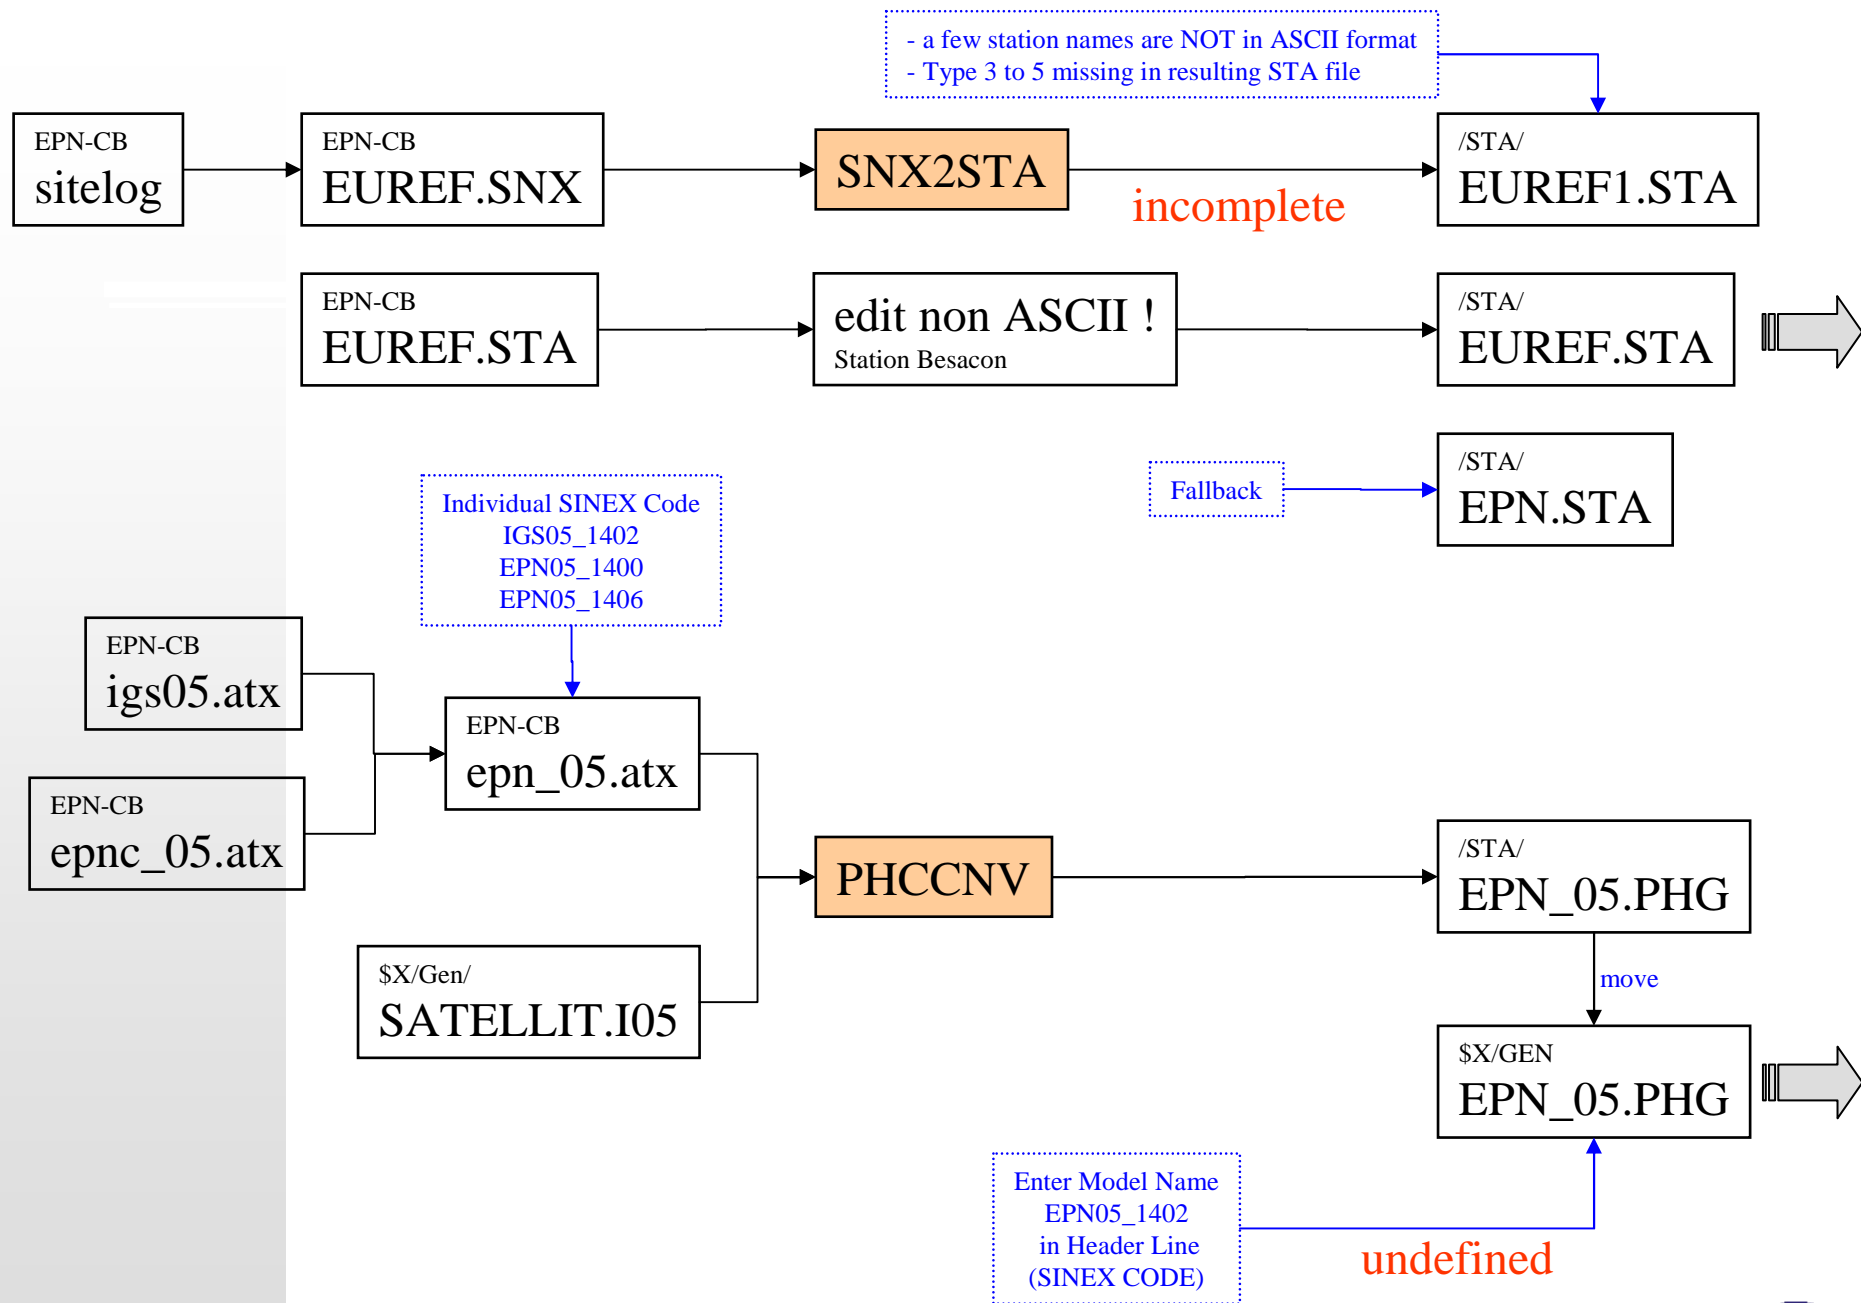 - a few station names are NOT in ASCII format
- Type 3 to 5 missing in resulting STA file
EPN-CB
sitelog
EPN-CB
EUREF.SNX
SNX2STA
incomplete
/STA/
EUREF1.STA
EPN-CB
EUREF.STA
edit non ASCII !
Station Besacon
/STA/
EUREF.STA
Fallback
/STA/
EPN.STA
Individual SINEX Code
IGS05_1402
EPN05_1400
EPN05_1406
EPN-CB
igs05.atx
EPN-CB
epnc_05.atx
EPN-CB
epn_05.atx
$X/Gen/
SATELLIT.I05
PHCCNV
/STA/
EPN_05.PHG
move
$X/GEN
EPN_05.PHG
Enter Model Name
EPN05_1402
in Header Line
(SINEX CODE)
undefined